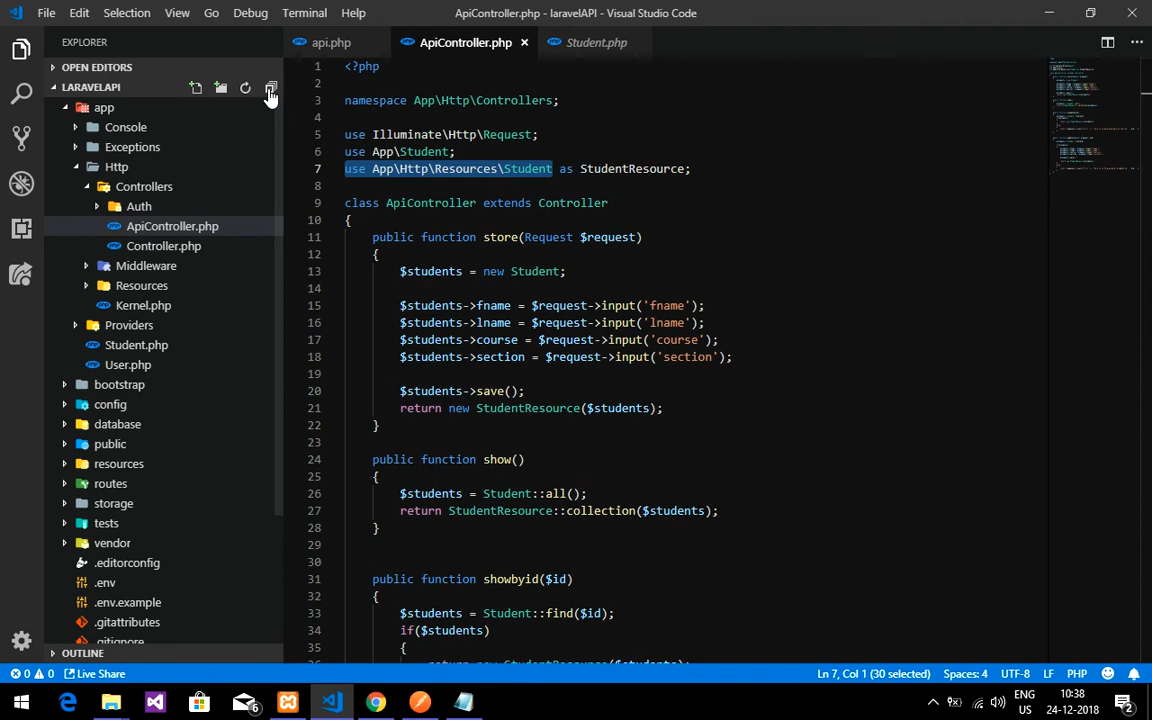 File Edit Selection View Go Debug Terminal Help
ApiController.php - laravelAPI - Visual Studio Code
EXPLORER
OPEN EDITORS
LARAVELAPI
app
Console
Exceptions
Http
Controllers
Auth
ApiController.php
Controller.php
Middleware
Resources
Kernel.php
Providers
Student.php
User.php
bootstrap
config
database
public
resources
routes
storage
tests
vendor
.editorconfig
.env
.env.example
.gitattributes
.gitignore
OUTLINE
api.php ApiController.php Student.php
1 <?php
2
3 namespace App\Http\Controllers;
4
5 use Illuminate\Http\Request;
6 use App\Student;
7 use App\Http\Resources\Student as StudentResource;
8
9 class ApiController extends Controller
10 {
11 public function store(Request $request)
12 {
13 $students = new Student;
14
15 $students->fname = $request->input('fname');
16 $students->lname = $request->input('lname');
17 $students->course = $request->input('course');
18 $students->section = $request->input('section');
19
20 $students->save();
21 return new StudentResource($students);
22 }
23
24 public function show()
25 {
26 $students = Student::all();
27 return StudentResource::collection($students);
28 }
29
30
31 public function showbyid($id)
32 {
33 $students = Student::find($id);
34 if($students)
35 {
36 return new StudentResource($students);
0 0 Live Share
Ln 7, Col 1 (30 selected) Spaces: 4 UTF-8 LF PHP
6
ENG
US
10:38
24-12-2018
2